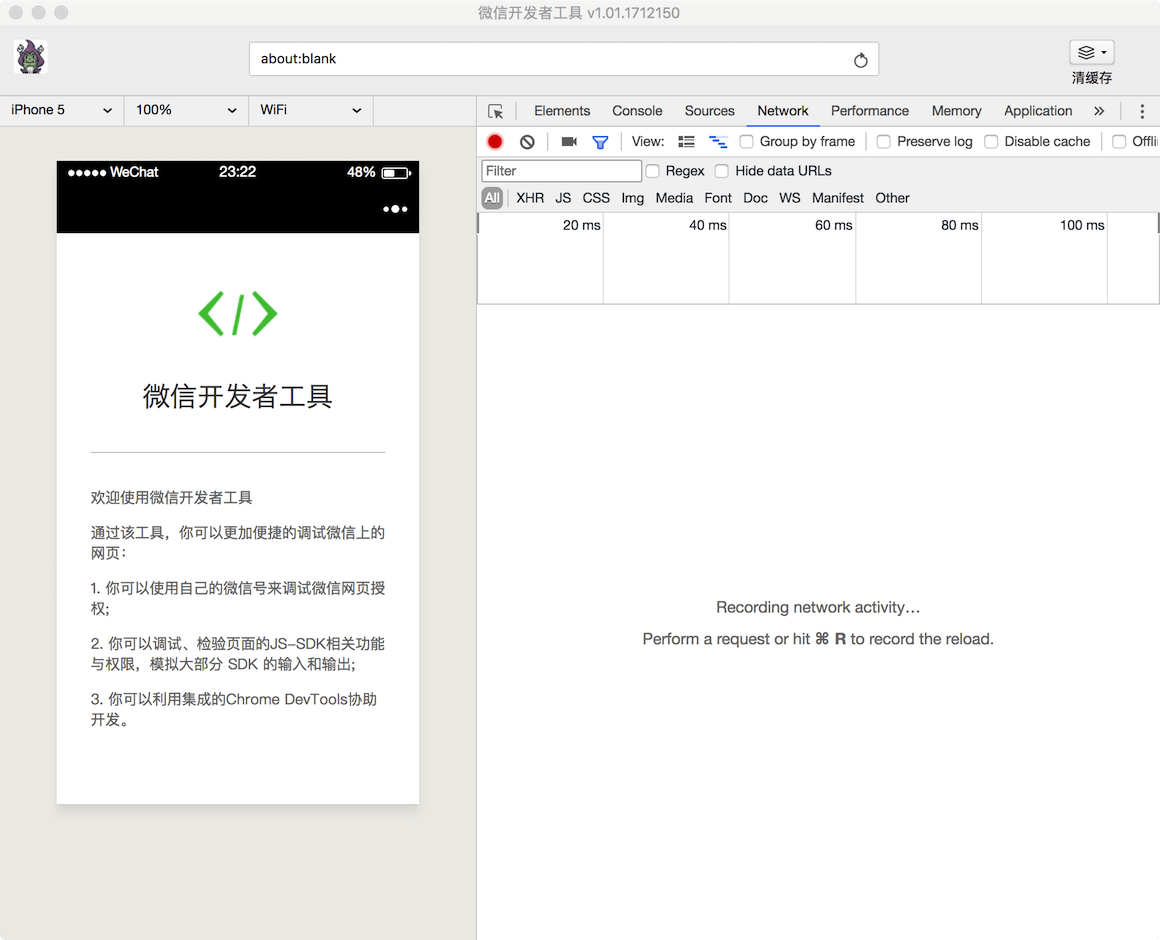 微信开发者工具 v1.01.1712150
about:blank
清缓存
iPhone 5 100% WiFi
Elements Console Sources Network Performance Memory Application »
View: Group by frame Preserve log Disable cache Offli
Filter Regex Hide data URLs
All XHR JS CSS Img Media Font Doc WS Manifest Other
20 ms 40 ms 60 ms 80 ms 100 ms
WeChat 23:22 48%
</>
微信开发者工具
欢迎使用微信开发者工具
通过该工具，你可以更加便捷的调试微信上的
网页：
1. 你可以使用自己的微信号来调试微信网页授
权;
2. 你可以调试、检验页面的JS-SDK相关功能
与权限，模拟大部分 SDK 的输入和输出;
3. 你可以利用集成的Chrome DevTools协助
开发。
Recording network activity…
Perform a request or hit ⌘ R to record the reload.